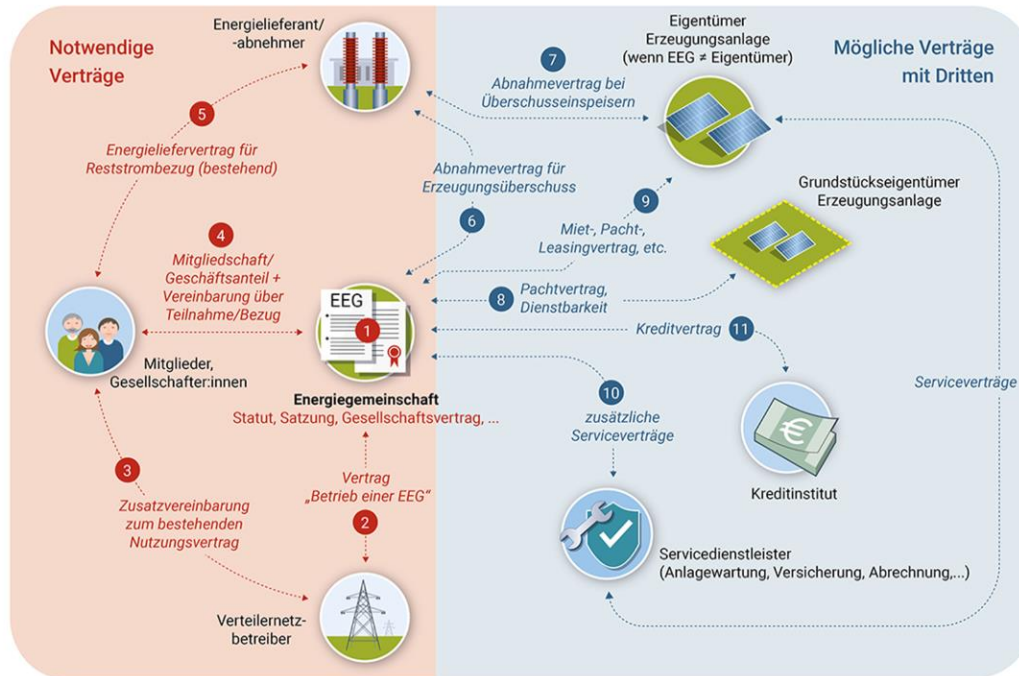 Notwendige
Verträge
Energielieferant/
-abnehmer
Eigentümer
Erzeugungsanlage
(wenn EEG ≠ Eigentümer)
Mögliche Verträge
mit Dritten
7
Abnahmevertrag bei
Überschusseinspeisern
5
Energieliefervertrag für
Reststrombezug (bestehend)
Abnahmevertrag für
Erzeugungsüberschuss
6
9
Miet-, Pacht-,
Leasingvertrag, etc.
Grundstückseigentümer
Erzeugungsanlage
4
Mitgliedschaft/
Geschäftsanteil +
Vereinbarung über
Teilnahme/Bezug
EEG
1
8
Pachtvertrag,
Dienstbarkeit
Kreditvertrag
11
Mitglieder,
Gesellschafter:innen
Energiegemeinschaft
Statut, Satzung, Gesellschaftsvertrag, ...
10
zusätzliche
Serviceverträge
Serviceverträge
€
Kreditinstitut
3
Zusatzvereinbarung
zum bestehenden
Nutzungsvertrag
Vertrag
„Betrieb einer EEG“
2
Servicedienstleister
(Anlagewartung, Versicherung, Abrechnung,...)
Verteilernetz-
betreiber